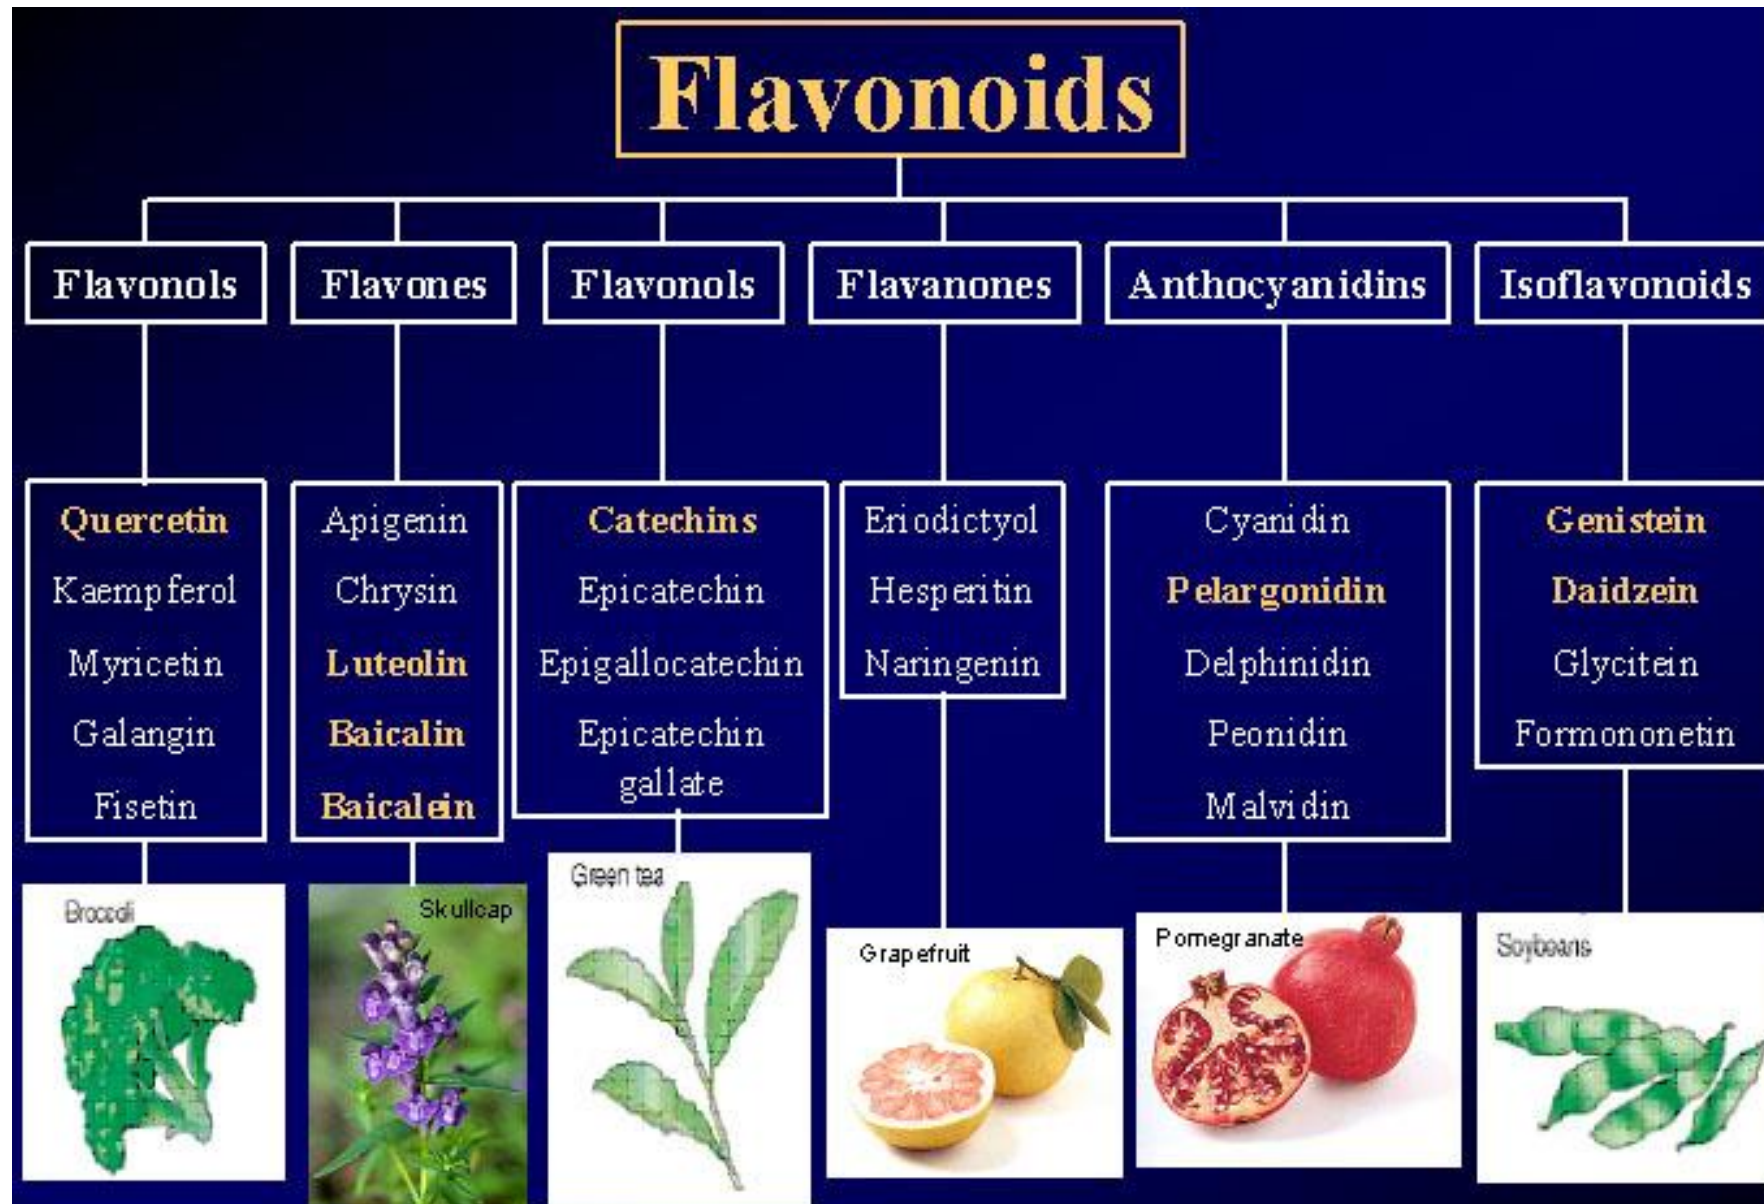 Flavonoids
Flavonols
Flavones
Flavonols
Flavanones
Anthocyanidins
Isoflavonoids
Quercetin
Kaempferol
Myricetin
Galangin
Fisetin
Apigenin
Chrysin
Luteolin
Baicalin
Baicalein
Catechins
Epicatechin
Epigallocatechin
Epicatechin
gallate
Eriodictyol
Hesperitin
Naringenin
Cyanidin
Pelargonidin
Delphinidin
Peonidin
Malvidin
Genistein
Daidzein
Glycitein
Formononetin
Broccoli
Skullcap
Green tea
Grapefruit
Pomegranate
Soybeans